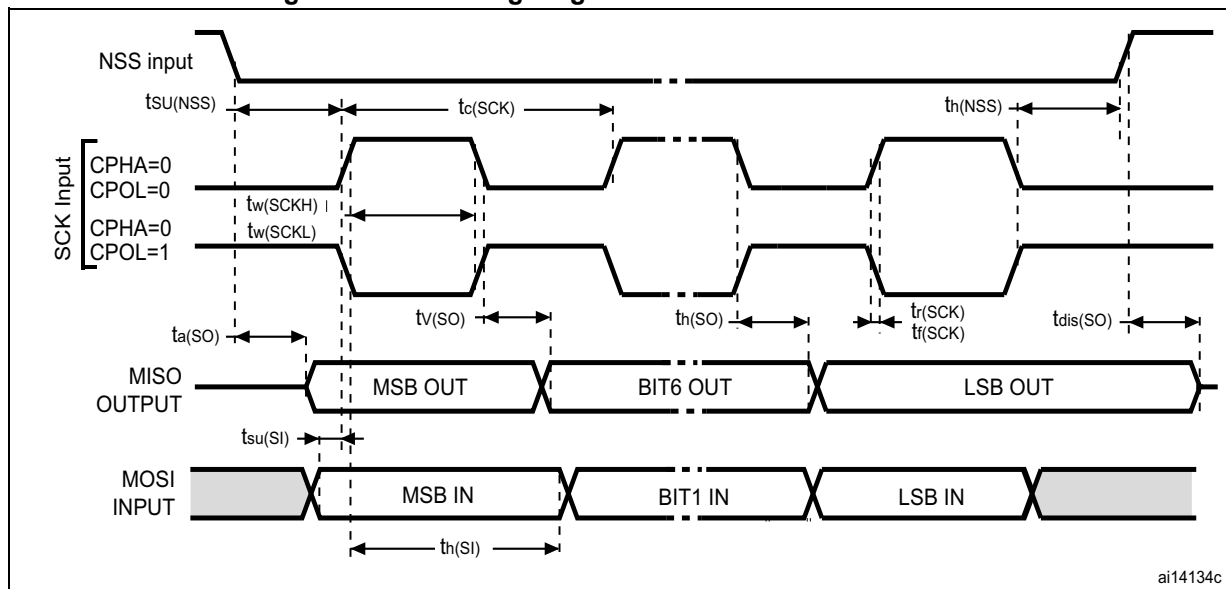 NSS input
tSU(NSS)
tc(SCK)
th(NSS)
SCK Input
CPHA=0
CPOL=0
tw(SCKH)
CPHA=0
CPOL=1
tw(SCKL)
ta(SO)
tV(SO)
th(SO)
tr(SCK)
tf(SCK)
tdis(SO)
MISO
OUTPUT
MSB OUT
BIT6 OUT
LSB OUT
tsu(SI)
MOSI
INPUT
MSB IN
BIT1 IN
LSB IN
th(SI)
ai14134c